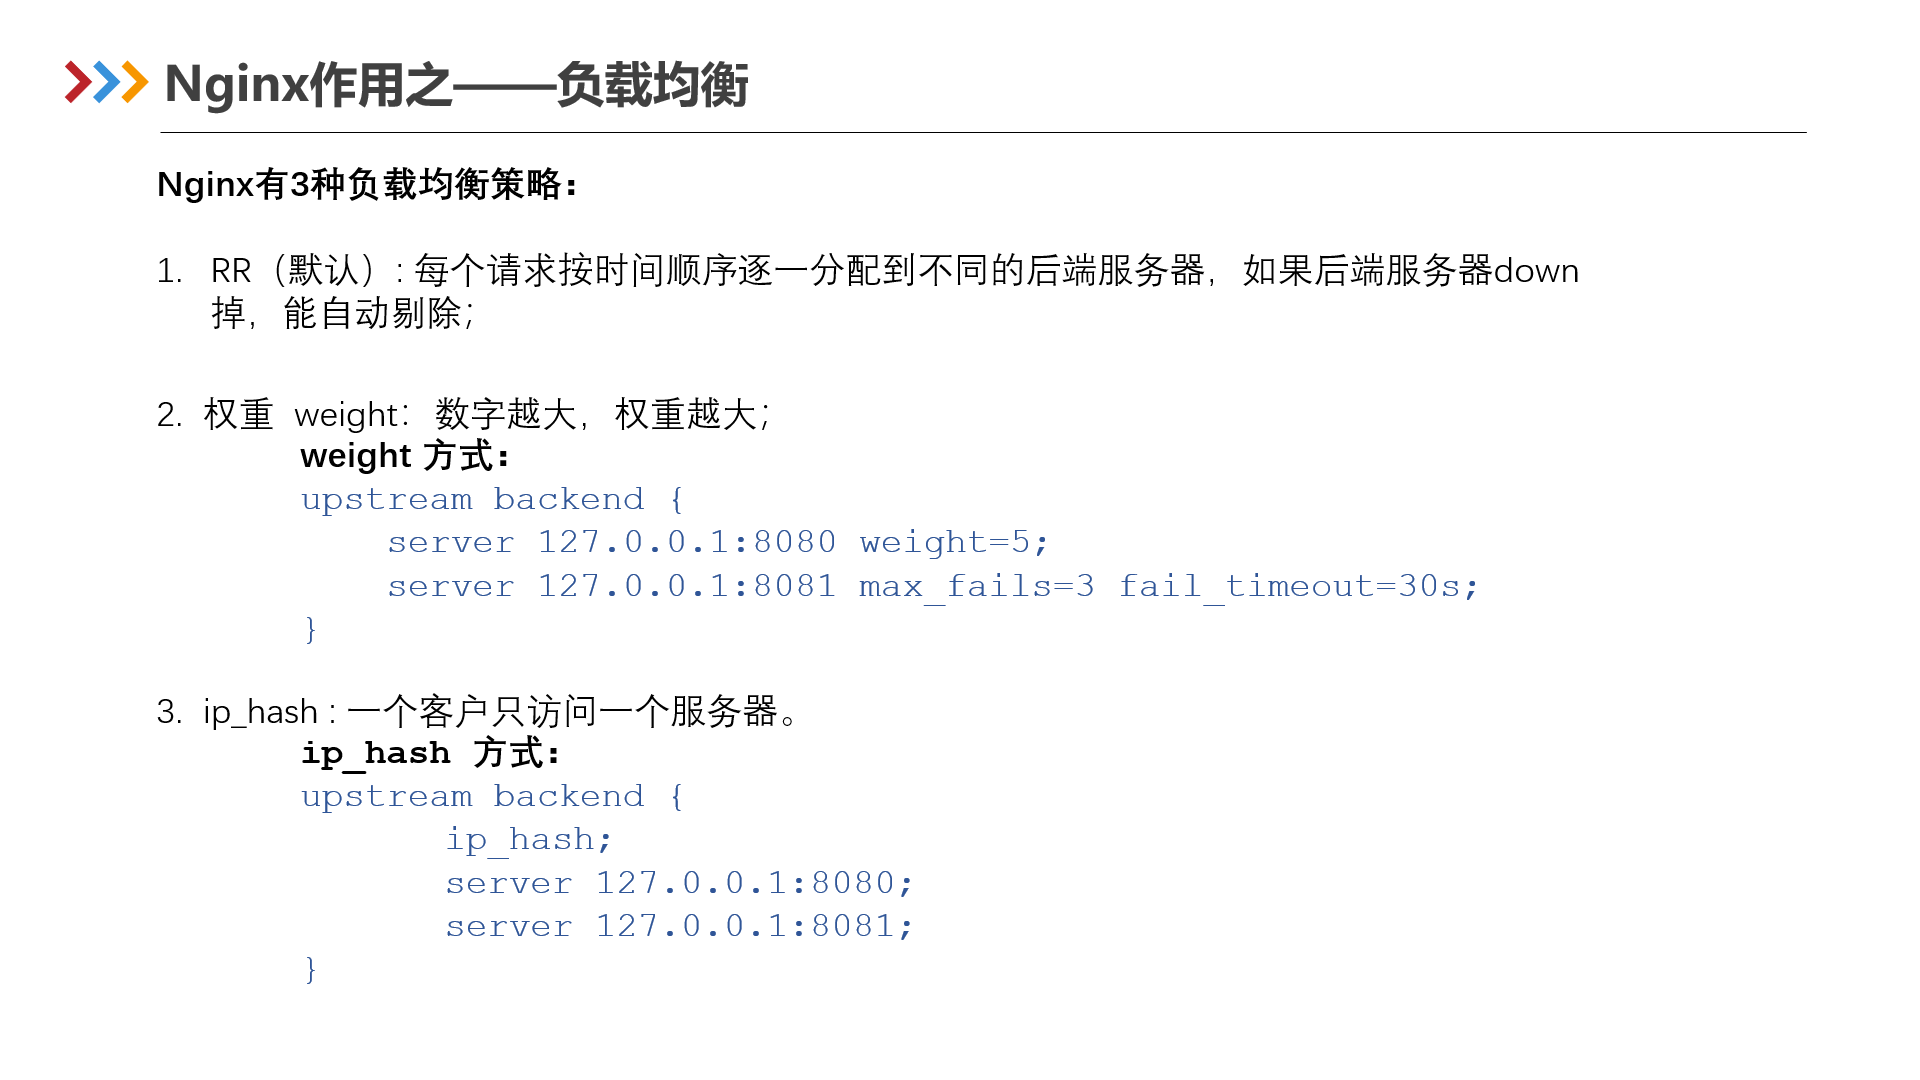 Nginx作用之——负载均衡
Nginx有3种负载均衡策略：
1. RR（默认）: 每个请求按时间顺序逐一分配到不同的后端服务器，如果后端服务器down
掉，能自动剔除；
2. 权重 weight：数字越大，权重越大；
weight 方式：
upstream backend {
    server 127.0.0.1:8080 weight=5;
    server 127.0.0.1:8081 max_fails=3 fail_timeout=30s;
}
3. ip_hash : 一个客户只访问一个服务器。
ip_hash 方式：
upstream backend {
    ip_hash;
    server 127.0.0.1:8080;
    server 127.0.0.1:8081;
}